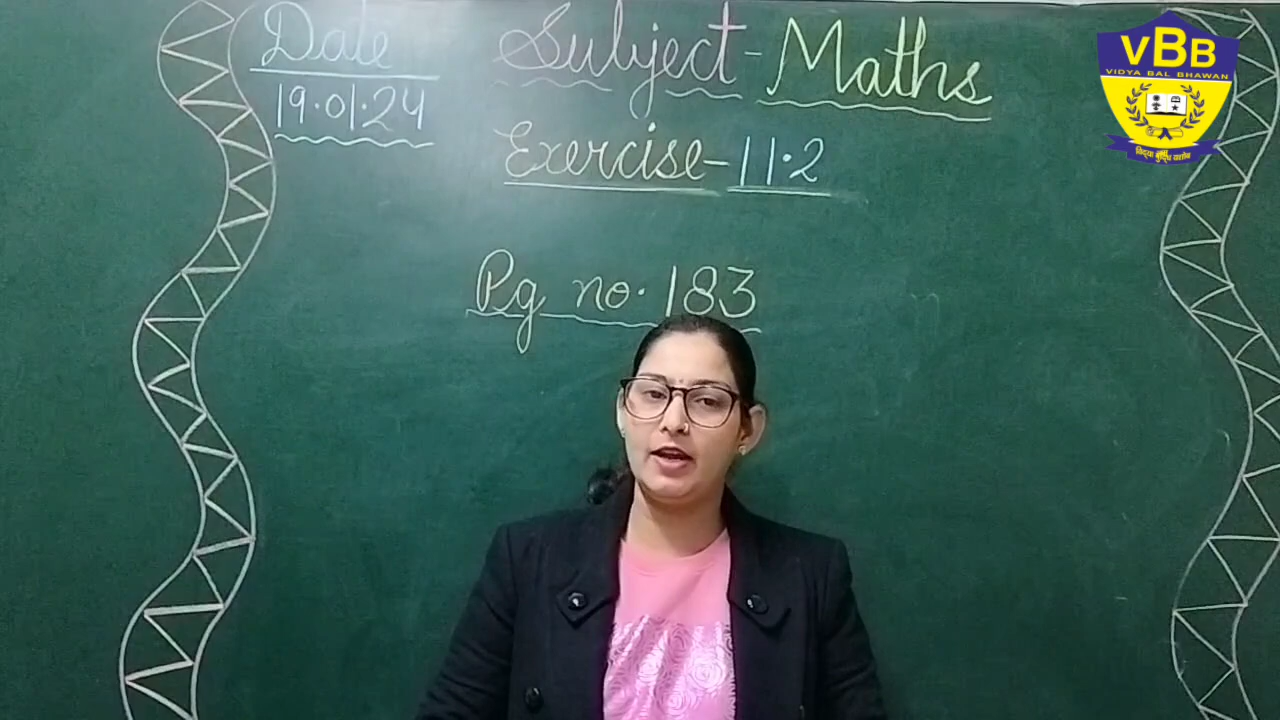 Date
19.01.24
Subject - Maths
Exercise - 11.2
Pg no. 183
VBB
VIDYA BAL BHAWAN